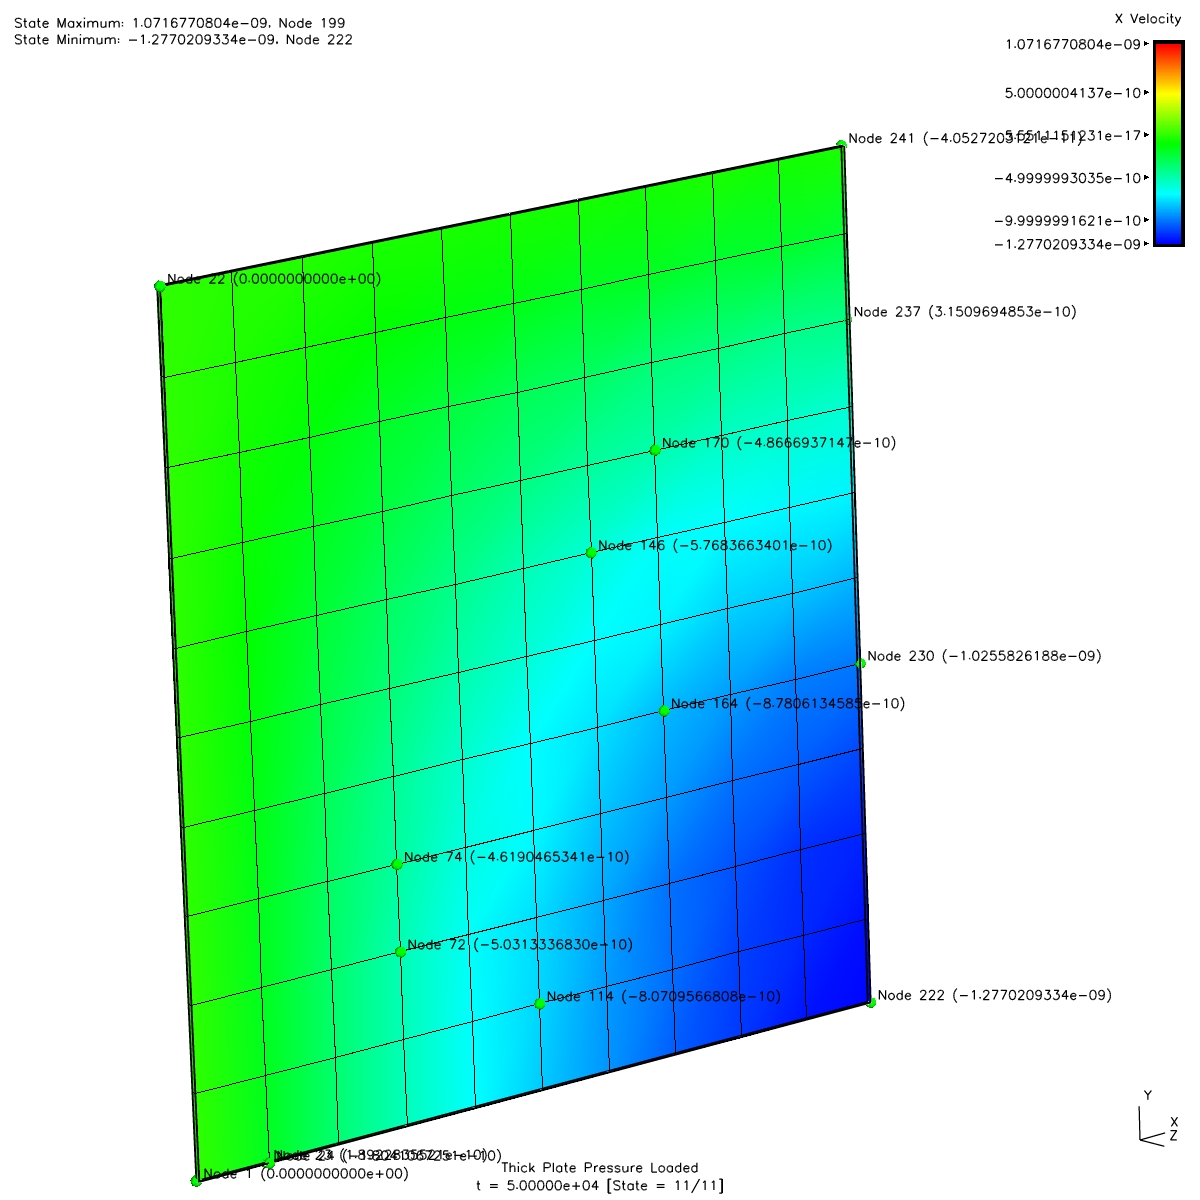 State Maximum: 1.0716770804e-09, Node 199
State Minimum: -1.2770209334e-09, Node 222
X Velocity
1.0716770804e-09
5.0000004137e-10
-4.9999993035e-10
-9.9999991621e-10
-1.2770209334e-09
Node 241
Node 22 (0.0000000000e+00)
Node 237 (3.1509694853e-10)
Node 170 (-4.8666937147e-10)
Node 146 (-5.7683663401e-10)
Node 230 (-1.0255826188e-09)
Node 164 (-8.7806134585e-10)
Node 74 (-4.6190465341e-10)
Node 72 (-5.0313336830e-10)
Node 114 (-8.0709566808e-10)
Node 222 (-1.2770209334e-09)
Node 1 (0.0000000000e+00)
Thick Plate Pressure Loaded
t = 5.00000e+04 [State = 11/11]
Y
X
Z